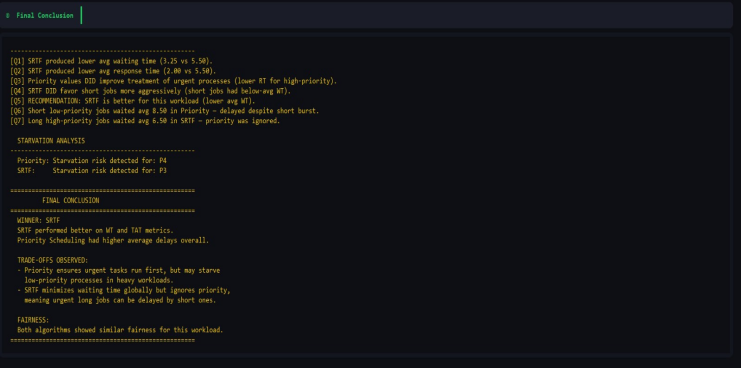 Final Conclusion
----------------------------------------------------
[Q1] SRTF produced lower avg waiting time (3.25 vs 5.50).
[Q2] SRTF produced lower avg response time (2.00 vs 5.50).
[Q3] Priority values DID improve treatment of urgent processes (lower RT for high-priority).
[Q4] SRTF DID favor short jobs more aggressively (short jobs had below-avg WT).
[Q5] RECOMMENDATION: SRTF is better for this workload (lower avg WT).
[Q6] Short low-priority jobs waited avg 8.50 in Priority — delayed despite short burst.
[Q7] Long high-priority jobs waited avg 6.50 in SRTF — priority was ignored.
STARVATION ANALYSIS
----------------------------------------------------
Priority: Starvation risk detected for: P4
SRTF: Starvation risk detected for: P3
====================================================
FINAL CONCLUSION
====================================================
WINNER: SRTF
SRTF performed better on WT and TAT metrics.
Priority Scheduling had higher average delays overall.
TRADE-OFFS OBSERVED:
- Priority ensures urgent tasks run first, but may starve
low-priority processes in heavy workloads.
- SRTF minimizes waiting time globally but ignores priority,
meaning urgent long jobs can be delayed by short ones.
FAIRNESS:
Both algorithms showed similar fairness for this workload.
====================================================